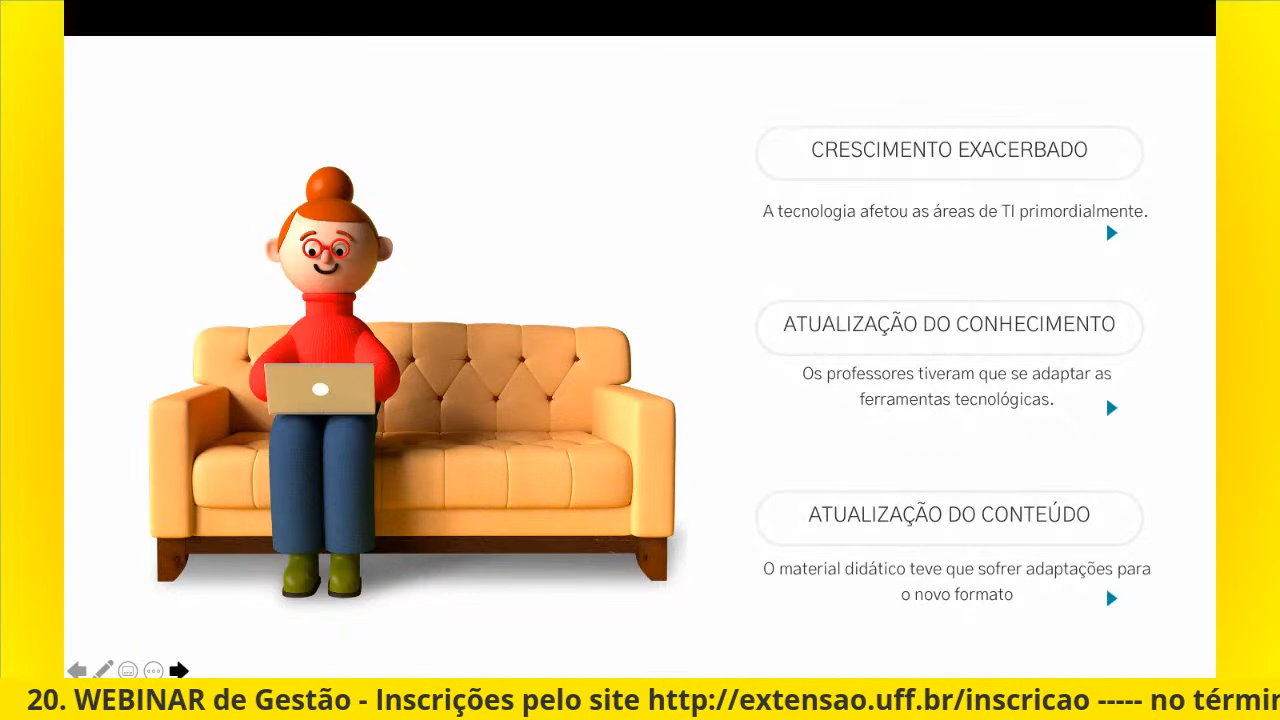 CRESCIMENTO EXACERBADO
A tecnologia afetou as áreas de TI primordialmente.
ATUALIZAÇÃO DO CONHECIMENTO
Os professores tiveram que se adaptar as
ferramentas tecnológicas.
ATUALIZAÇÃO DO CONTEÚDO
O material didático teve que sofrer adaptações para
o novo formato
20. WEBINAR de Gestão - Inscrições pelo site http://extensao.uff.br/inscricao ----- no